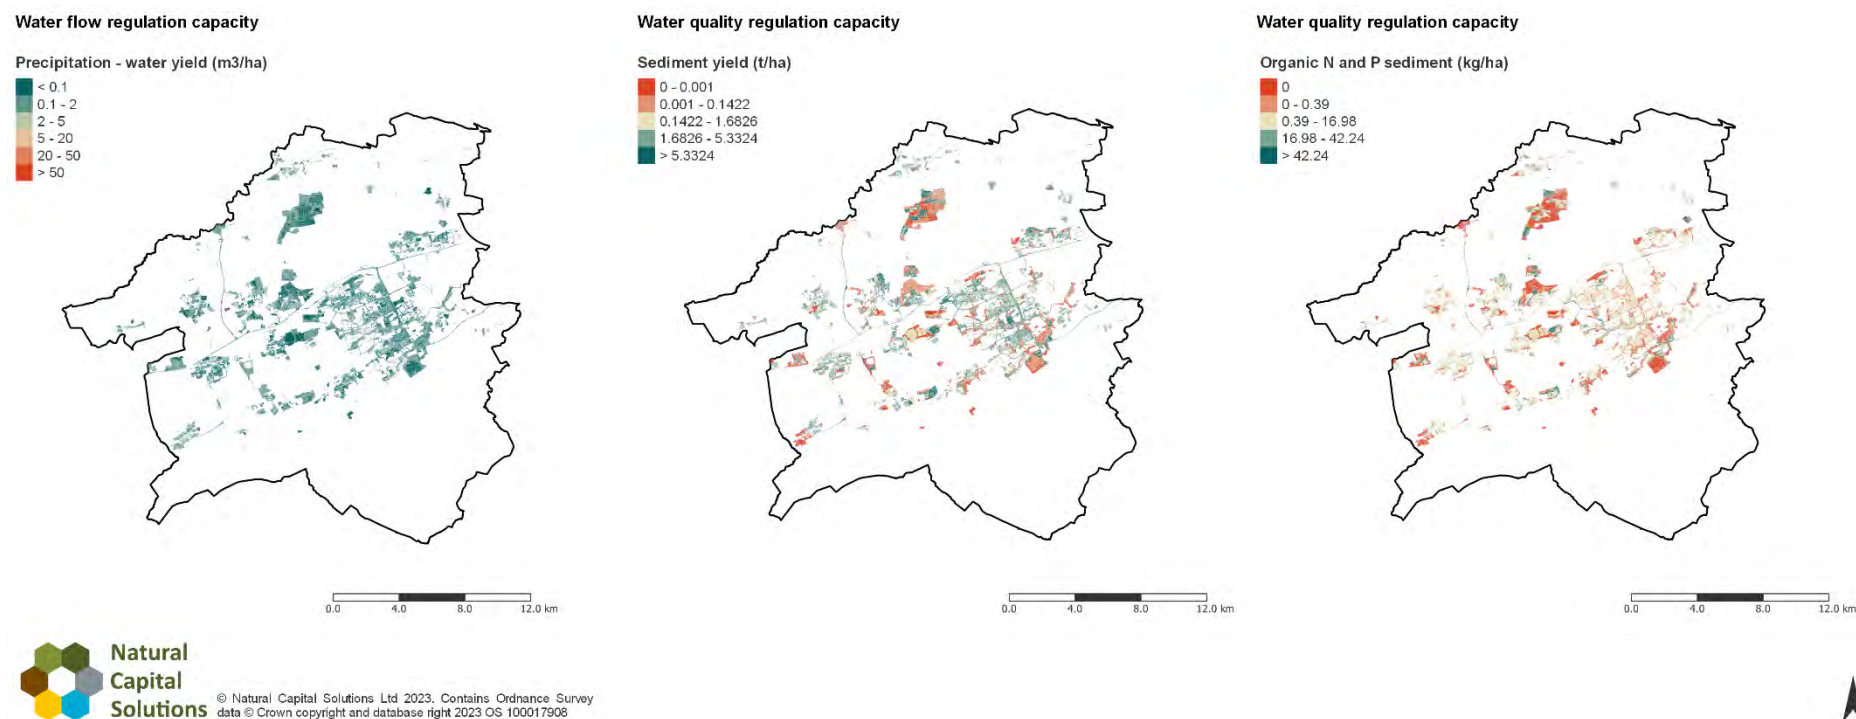 Water flow regulation capacity
Precipitation - water yield (m3/ha)
< 0.1
0.1 - 2
2 - 5
5 - 20
20 - 50
> 50
0.0 4.0 8.0 12.0 km
Water quality regulation capacity
Sediment yield (t/ha)
0 - 0.001
0.001 - 0.1422
0.1422 - 1.6826
1.6826 - 5.3324
> 5.3324
0.0 4.0 8.0 12.0 km
Water quality regulation capacity
Organic N and P sediment (kg/ha)
0
0 - 0.39
0.39 - 16.98
16.98 - 42.24
> 42.24
0.0 4.0 8.0 12.0 km
Natural
Capital
Solutions
© Natural Capital Solutions Ltd 2023. Contains Ordnance Survey
data © Crown copyright and database right 2023 OS 100017908